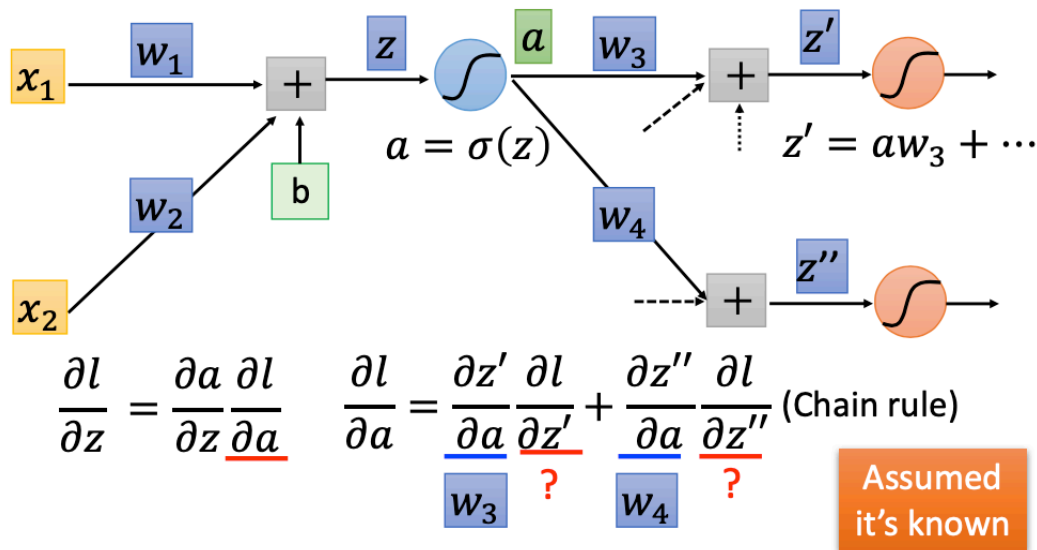 x₁ w₁ + z a w₃ + z′
a = σ(z) z′ = aw₃ + ⋯
b
w₂ w₄
x₂ + z″
∂l/∂z = ∂a/∂z ∂l/∂a ∂l/∂a = ∂z′/∂a ∂l/∂z′ + ∂z″/∂a ∂l/∂z″ (Chain rule)
w₃ ? w₄ ?
Assumed
it's known